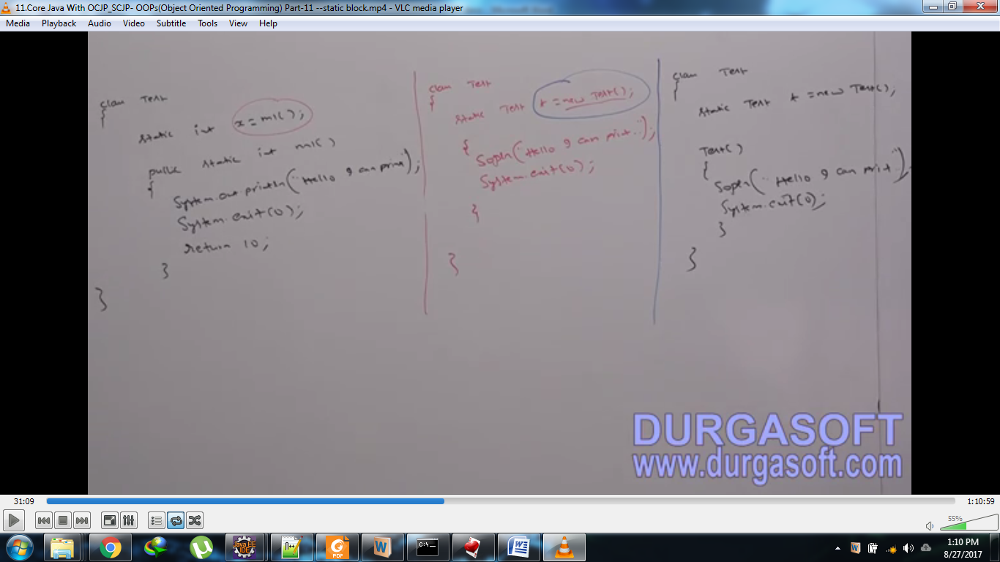 11.Core Java With OCJP_SCJP- OOPs(Object Oriented Programming) Part-11 --static block.mp4 - VLC media player
Media Playback Audio Video Subtitle Tools View Help
class Test
{
static int x = m1();
public static int m1()
{
System.out.println("Hello I can print");
System.exit(0);
return 10;
}
}
class Test
{
static Test t = new Test();
{
Sopln("Hello I can print..");
System.exit(0);
}
}
class Test
{
static Test t = new Test();
Test()
{
Sopln("Hello I can print..");
System.exit(0);
}
}
DURGASOFT
www.durgasoft.com
31:09
1:10:59
55%
Java EE
IDE
PDF
1:10 PM
8/27/2017